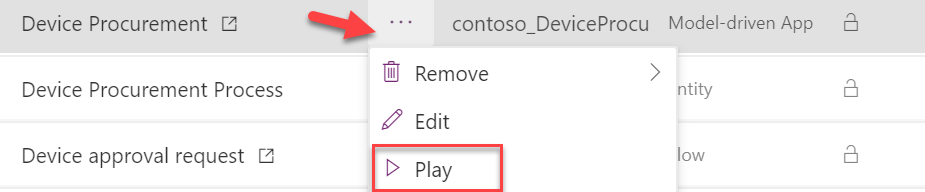 Device Procurement ... contoso_DeviceProcu Model-driven App
Remove
Device Procurement Process ntity
Edit
Device approval request low
Play